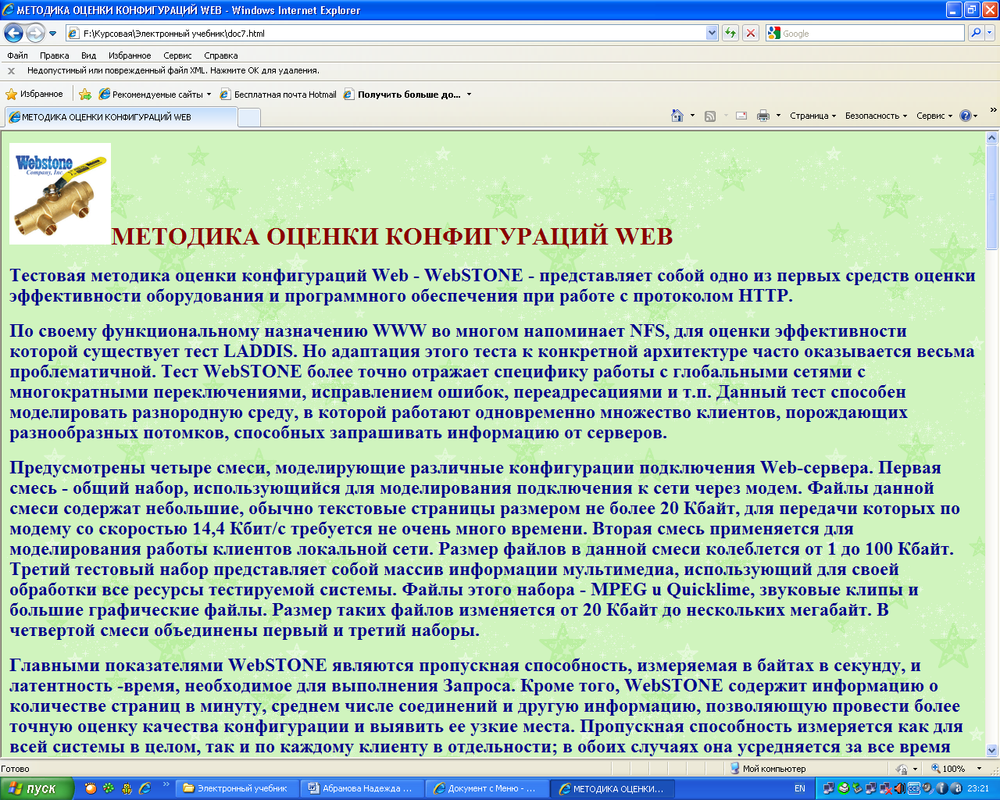 МЕТОДИКА ОЦЕНКИ КОНФИГУРАЦИЙ WEB - Windows Internet Explorer
F:\Курсовая\Электронный учебник\doc7.html
Google
Файл Правка Вид Избранное Сервис Справка
Недопустимый или поврежденный файл XML. Нажмите ОК для удаления.
Избранное Рекомендуемые сайты Бесплатная почта Hotmail Получить больше до...
МЕТОДИКА ОЦЕНКИ КОНФИГУРАЦИЙ WEB
Страница Безопасность Сервис
Webstone
Company, Inc.
МЕТОДИКА ОЦЕНКИ КОНФИГУРАЦИЙ WEB
Тестовая методика оценки конфигураций Web - WebSTONE - представляет собой одно из первых средств оценки
эффективности оборудования и программного обеспечения при работе с протоколом HTTP.
По своему функциональному назначению WWW во многом напоминает NFS, для оценки эффективности
которой существует тест LADDIS. Но адаптация этого теста к конкретной архитектуре часто оказывается весьма
проблематичной. Тест WebSTONE более точно отражает специфику работы с глобальными сетями с
многократными переключениями, исправлением ошибок, переадресациями и т.п. Данный тест способен
моделировать разнородную среду, в которой работают одновременно множество клиентов, порождающих
разнообразных потомков, способных запрашивать информацию от серверов.
Предусмотрены четыре смеси, моделирующие различные конфигурации подключения Web-сервера. Первая
смесь - общий набор, использующийся для моделирования подключения к сети через модем. Файлы данной
смеси содержат небольшие, обычно текстовые страницы размером не более 20 Кбайт, для передачи которых по
модему со скоростью 14,4 Кбит/с требуется не очень много времени. Вторая смесь применяется для
моделирования работы клиентов локальной сети. Размер файлов в данной смеси колеблется от 1 до 100 Кбайт.
Третий тестовый набор представляет собой массив информации мультимедиа, использующий для своей
обработки все ресурсы тестируемой системы. Файлы этого набора - MPEG u Quicklime, звуковые клипы и
большие графические файлы. Размер таких файлов изменяется от 20 Кбайт до нескольких мегабайт. В
четвертой смеси объединены первый и третий наборы.
Главными показателями WebSTONE являются пропускная способность, измеряемая в байтах в секунду, и
латентность -время, необходимое для выполнения Запроса. Кроме того, WebSTONE содержит информацию о
количестве страниц в минуту, среднем числе соединений и другую информацию, позволяющую провести более
точную оценку качества конфигурации и выявить ее узкие места. Пропускная способность измеряется как для
всей системы в целом, так и по каждому клиенту в отдельности; в обоих случаях она усредняется за все время
Готово Мой компьютер 100%
пуск Электронный учебник Абрамова Надежда ... Документ с Меню - ... МЕТОДИКА ОЦЕНКИ... EN 23:21